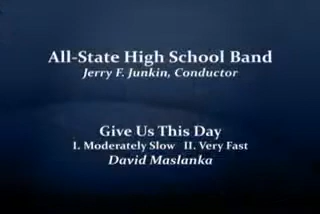 All-State High School Band
Jerry F. Junkin, Conductor
Give Us This Day
I. Moderately Slow II. Very Fast
David Maslanka